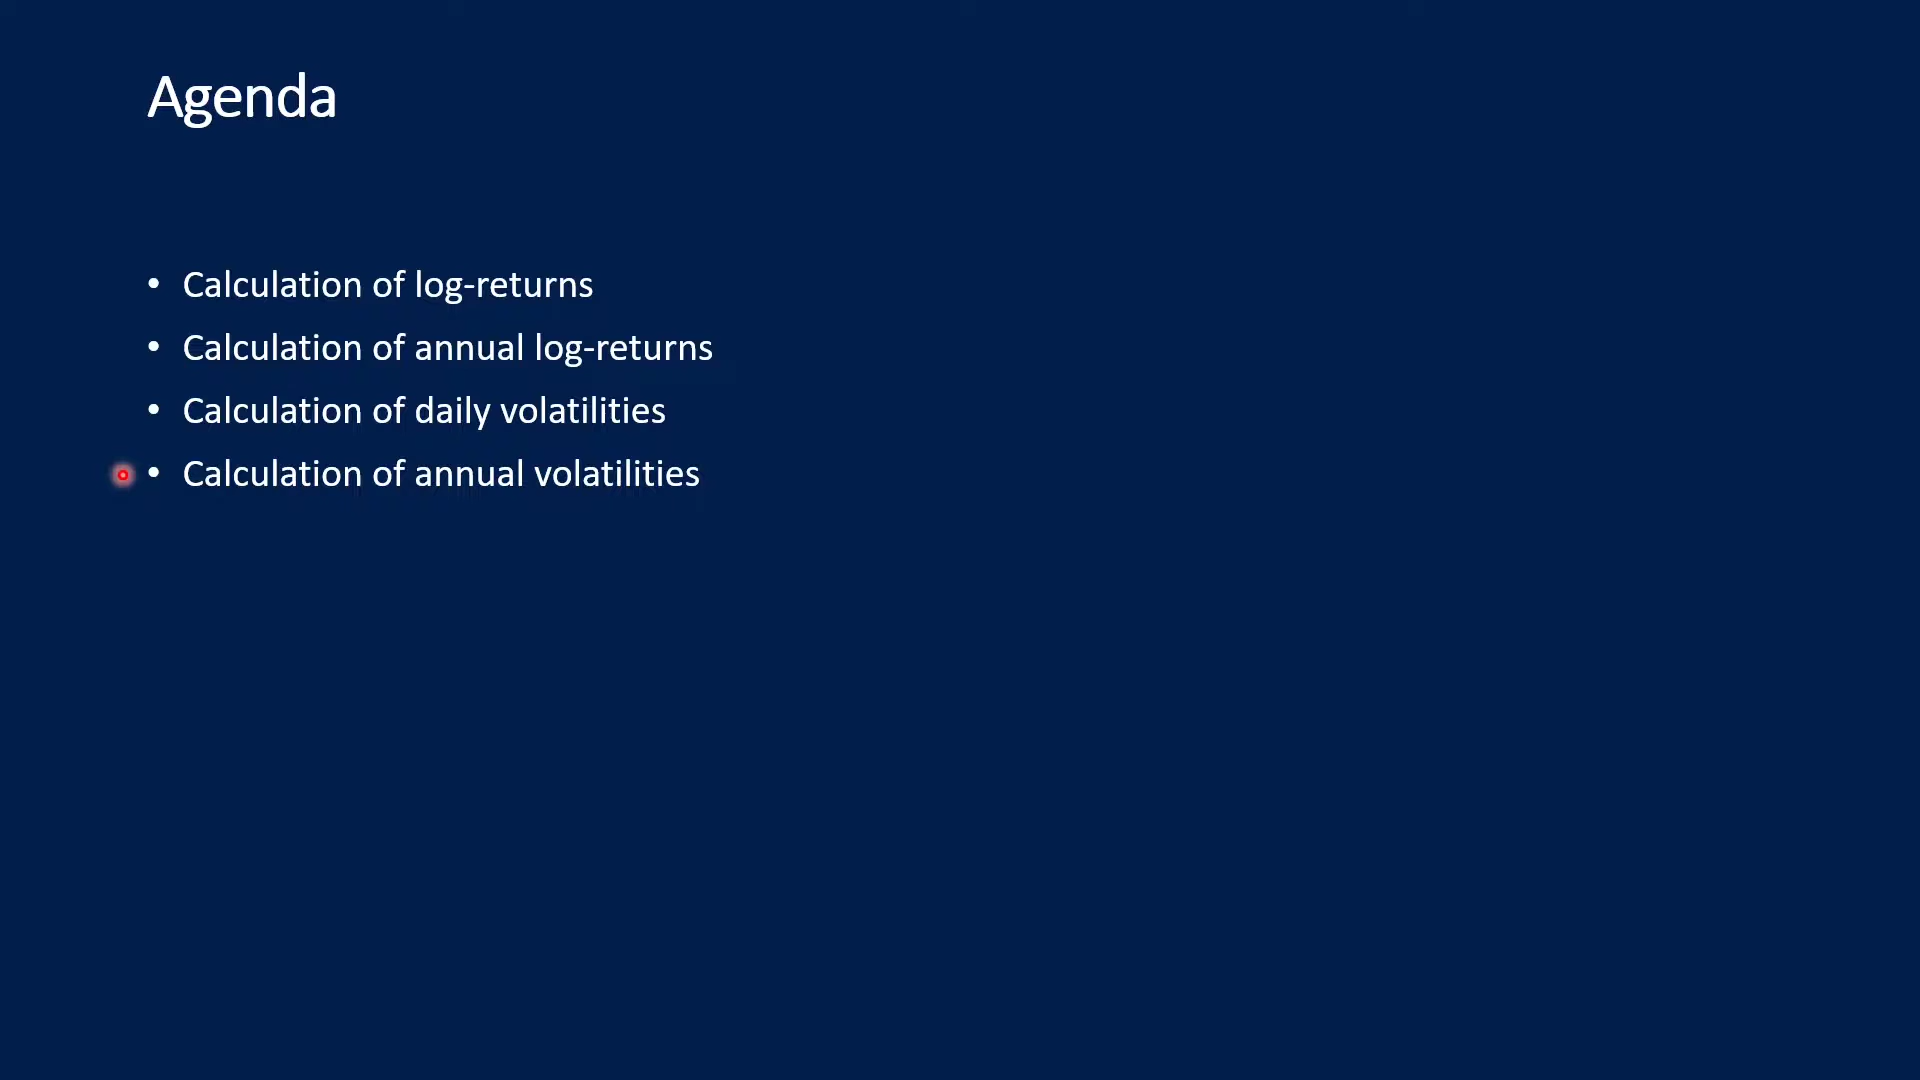 Agenda
• Calculation of log-returns
• Calculation of annual log-returns
• Calculation of daily volatilities
• Calculation of annual volatilities